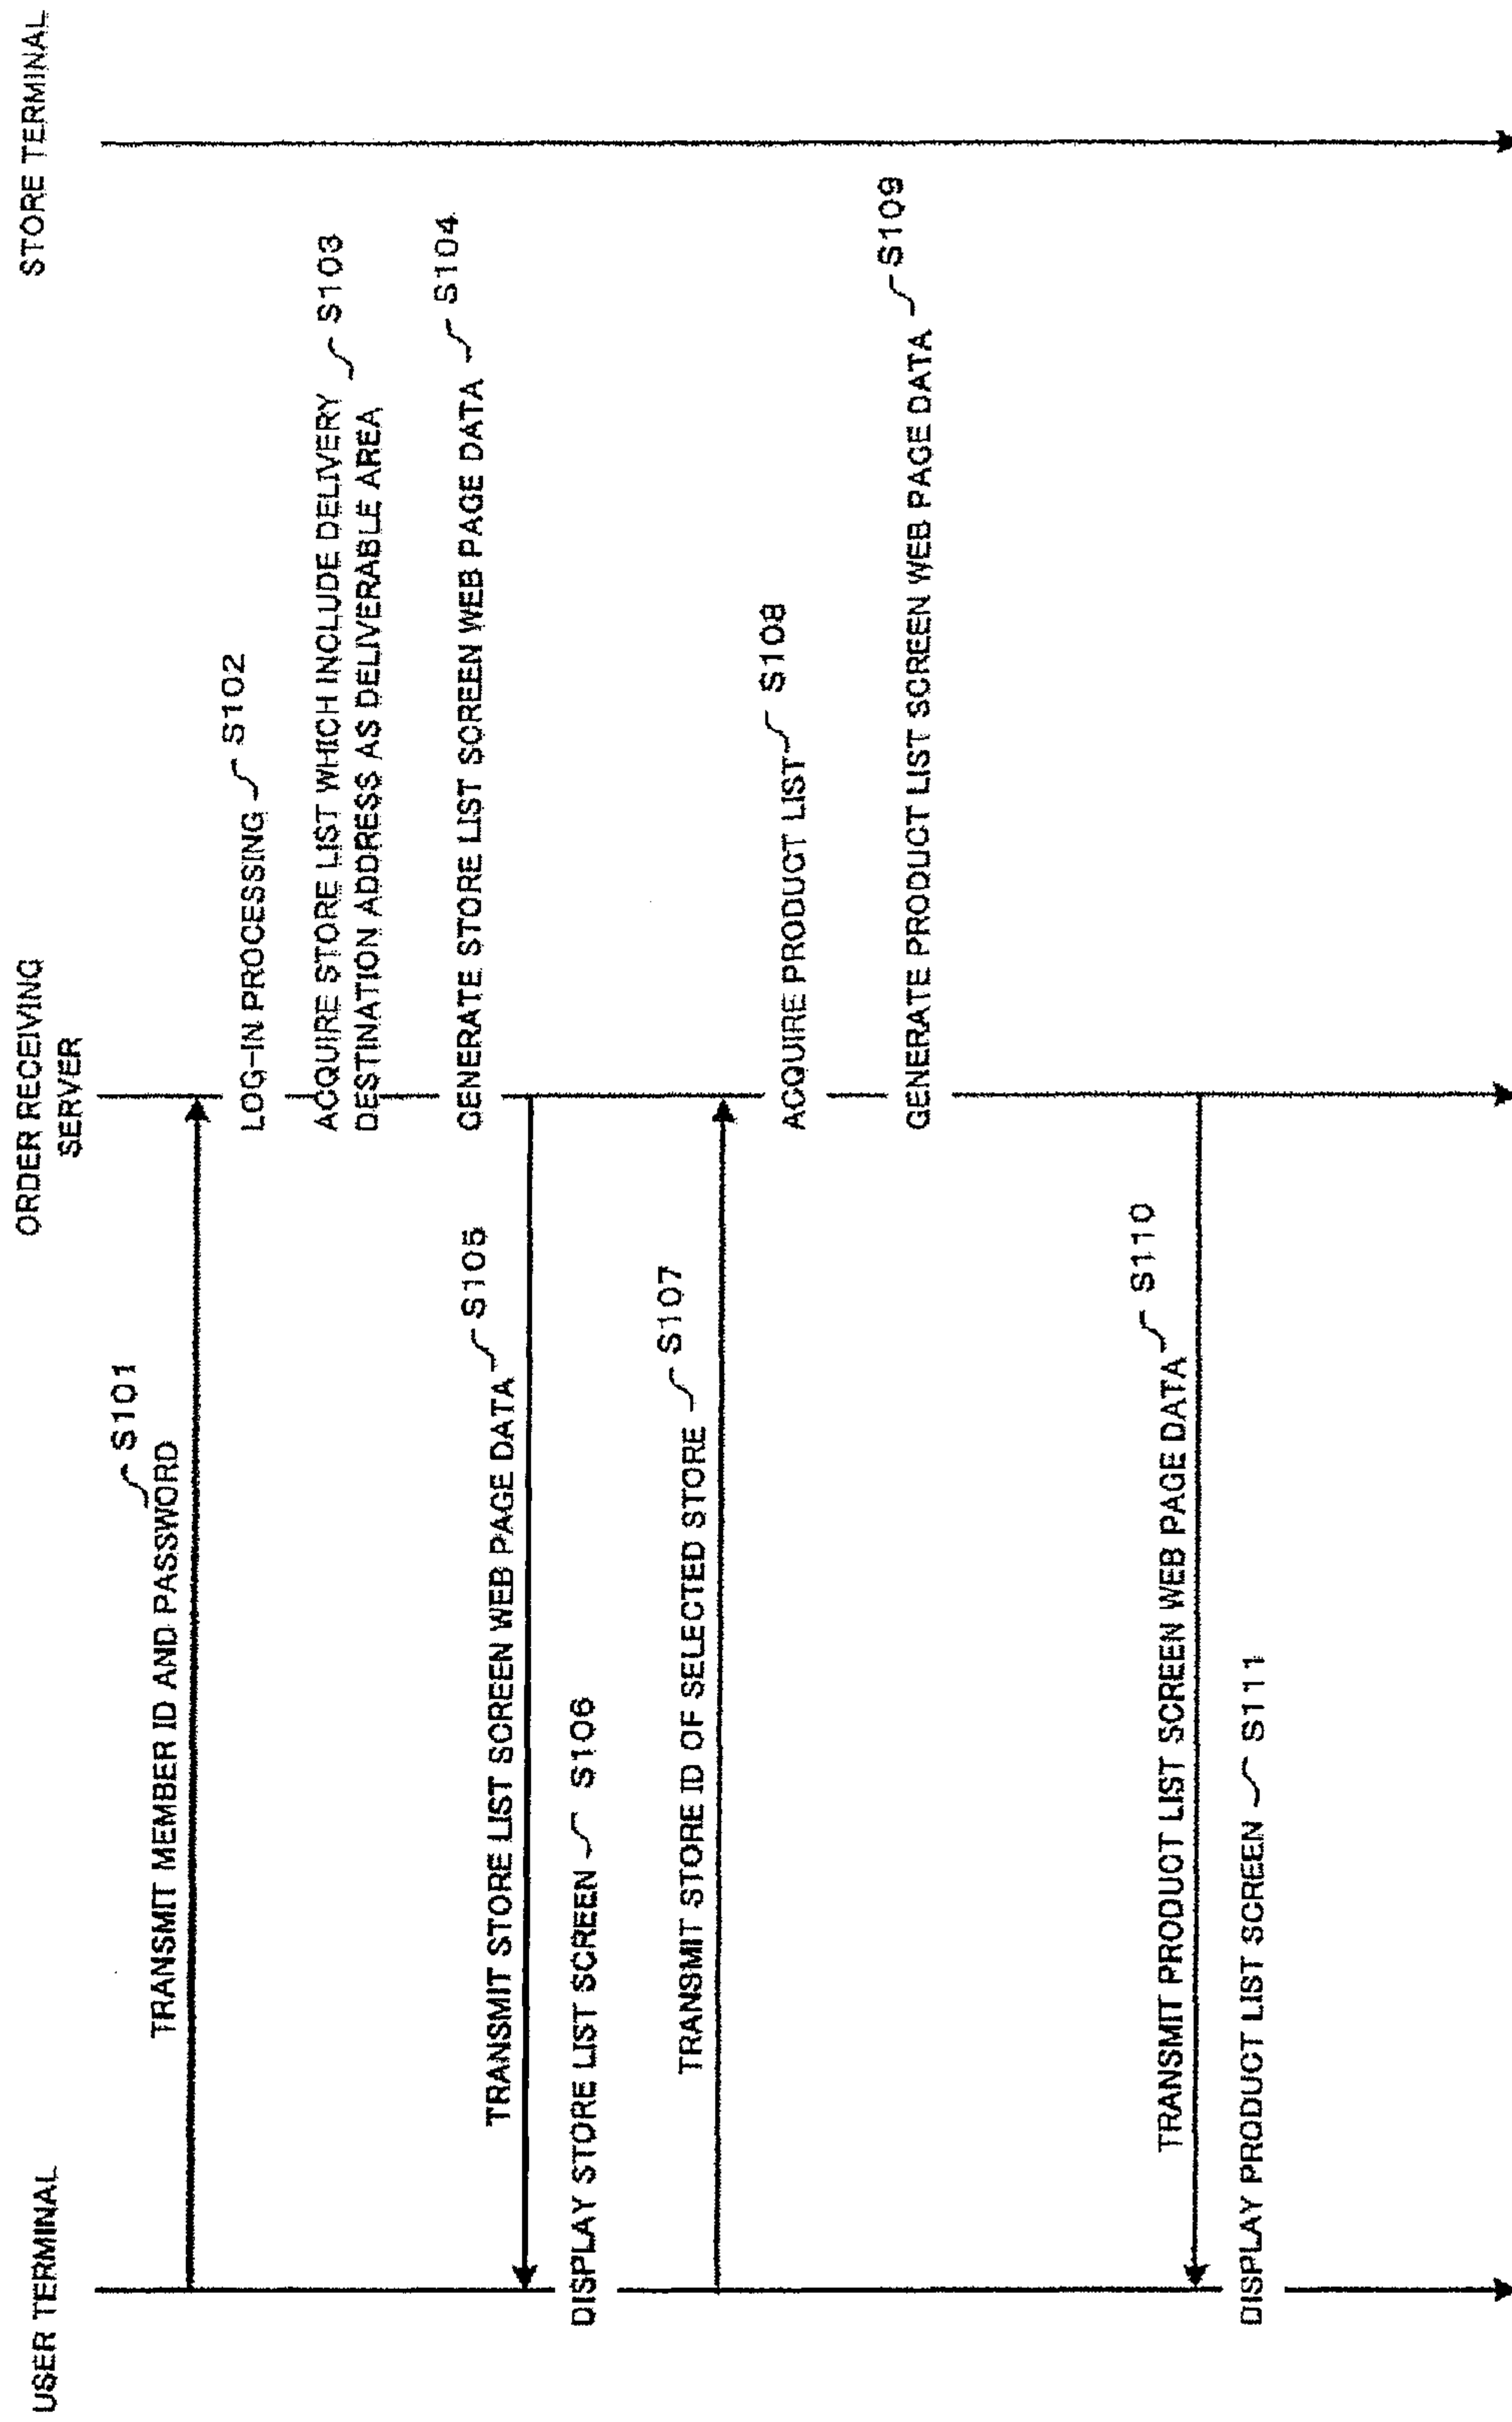 USER TERMINAL
ORDER RECEIVING
SERVER
STORE TERMINAL
S101
TRANSMIT MEMBER ID AND PASSWORD
LOG-IN PROCESSING S102
ACQUIRE STORE LIST WHICH INCLUDE DELIVERY S103
DESTINATION ADDRESS AS DELIVERABLE AREA
GENERATE STORE LIST SCREEN WEB PAGE DATA S104
TRANSMIT STORE LIST SCREEN WEB PAGE DATA S105
DISPLAY STORE LIST SCREEN S106
TRANSMIT STORE ID OF SELECTED STORE S107
ACQUIRE PRODUCT LIST S108
GENERATE PRODUCT LIST SCREEN WEB PAGE DATA S109
TRANSMIT PRODUCT LIST SCREEN WEB PAGE DATA S110
DISPLAY PRODUCT LIST SCREEN S111